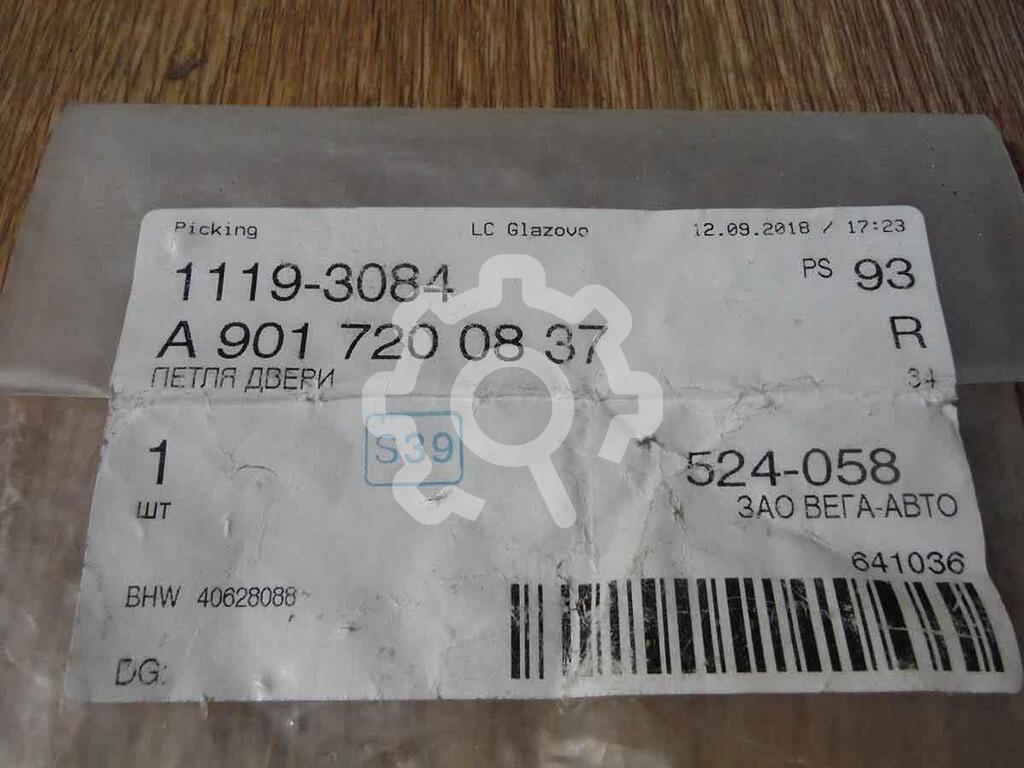 Picking LC Glazovo 12.09.2018 / 17:23
1119-3084 PS 93
A 901 720 08 37 R
ПЕТЛЯ ДВЕРИ 34
1 S39 524-058
ШТ ЗАО ВЕГА-АВТО
641036
BHW 40628088
DG: